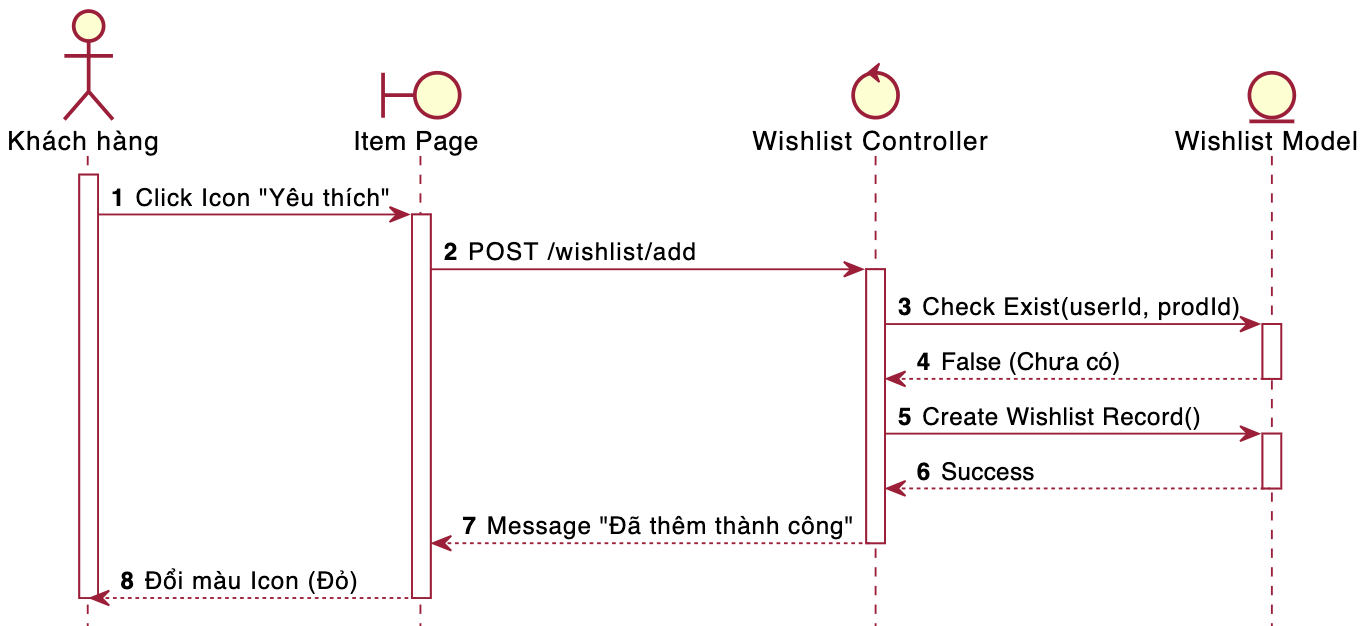 Khách hàng
Item Page
Wishlist Controller
Wishlist Model
1 Click Icon "Yêu thích"
2 POST /wishlist/add
3 Check Exist(userId, prodId)
4 False (Chưa có)
5 Create Wishlist Record()
6 Success
7 Message "Đã thêm thành công"
8 Đổi màu Icon (Đỏ)